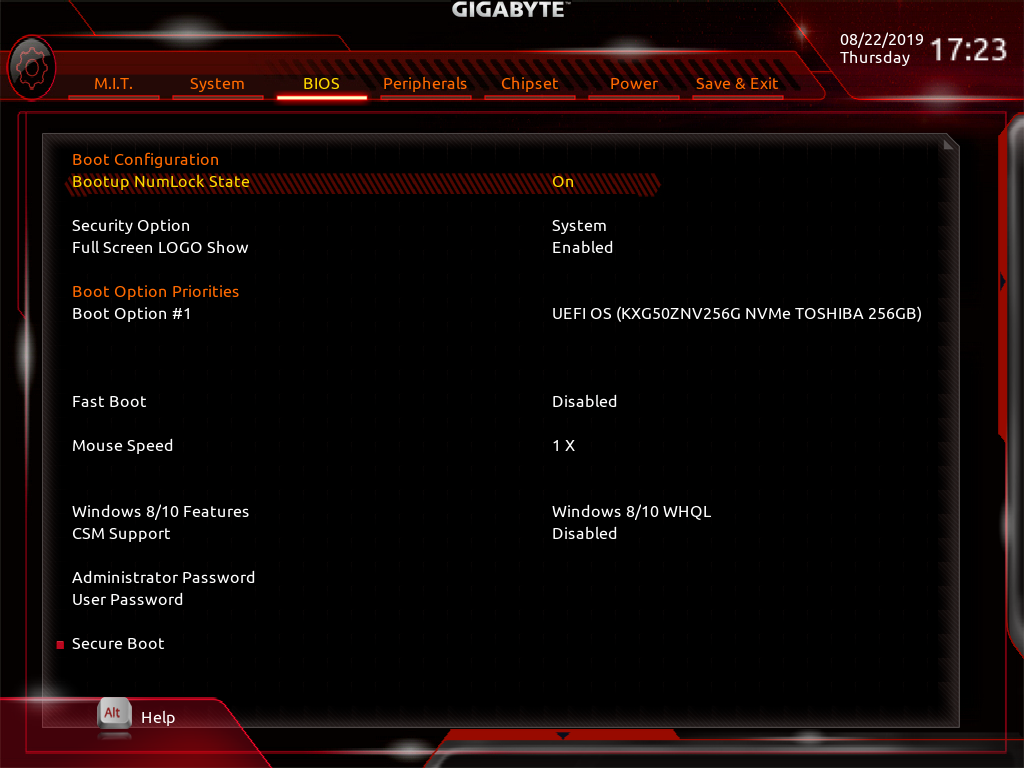 GIGABYTE™
08/22/2019 17:23
Thursday
M.I.T. System BIOS Peripherals Chipset Power Save & Exit
Boot Configuration
Bootup NumLock State On
Security Option System
Full Screen LOGO Show Enabled
Boot Option Priorities
Boot Option #1 UEFI OS (KXG50ZNV256G NVMe TOSHIBA 256GB)
Fast Boot Disabled
Mouse Speed 1 X
Windows 8/10 Features Windows 8/10 WHQL
CSM Support Disabled
Administrator Password
User Password
Secure Boot
Alt Help